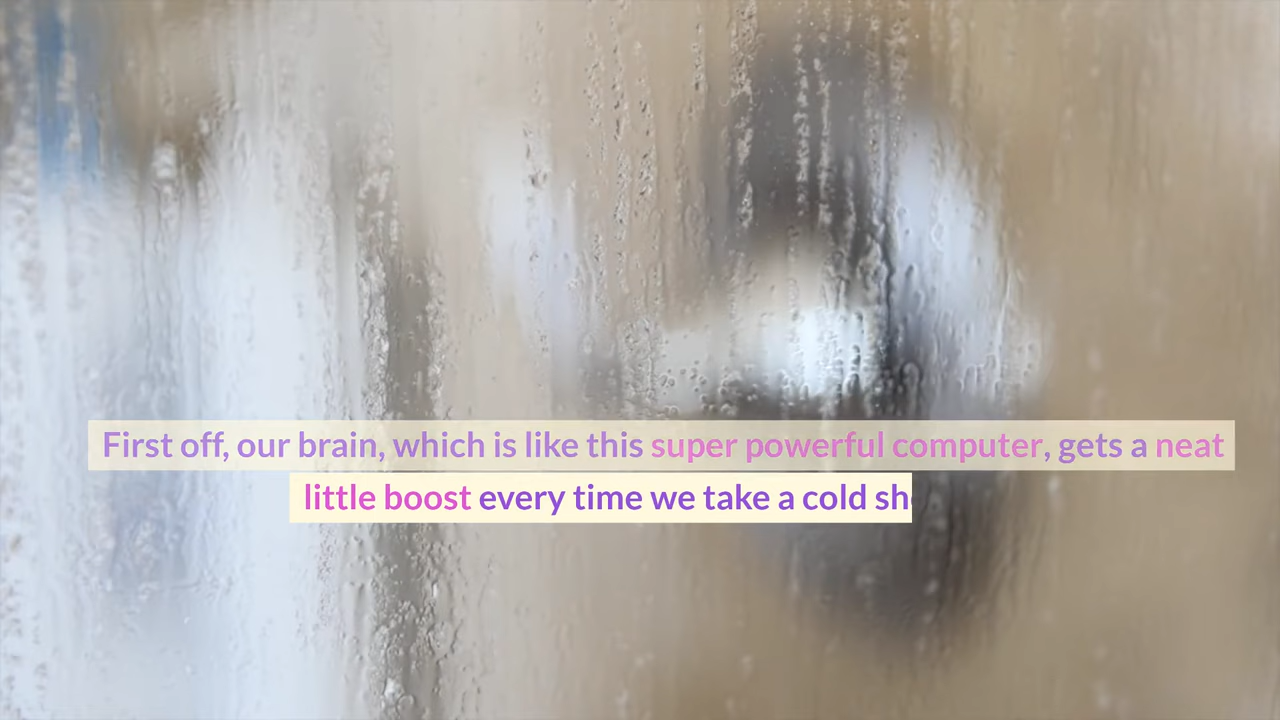 First off, our brain, which is like this super powerful computer, gets a neat
little boost every time we take a cold